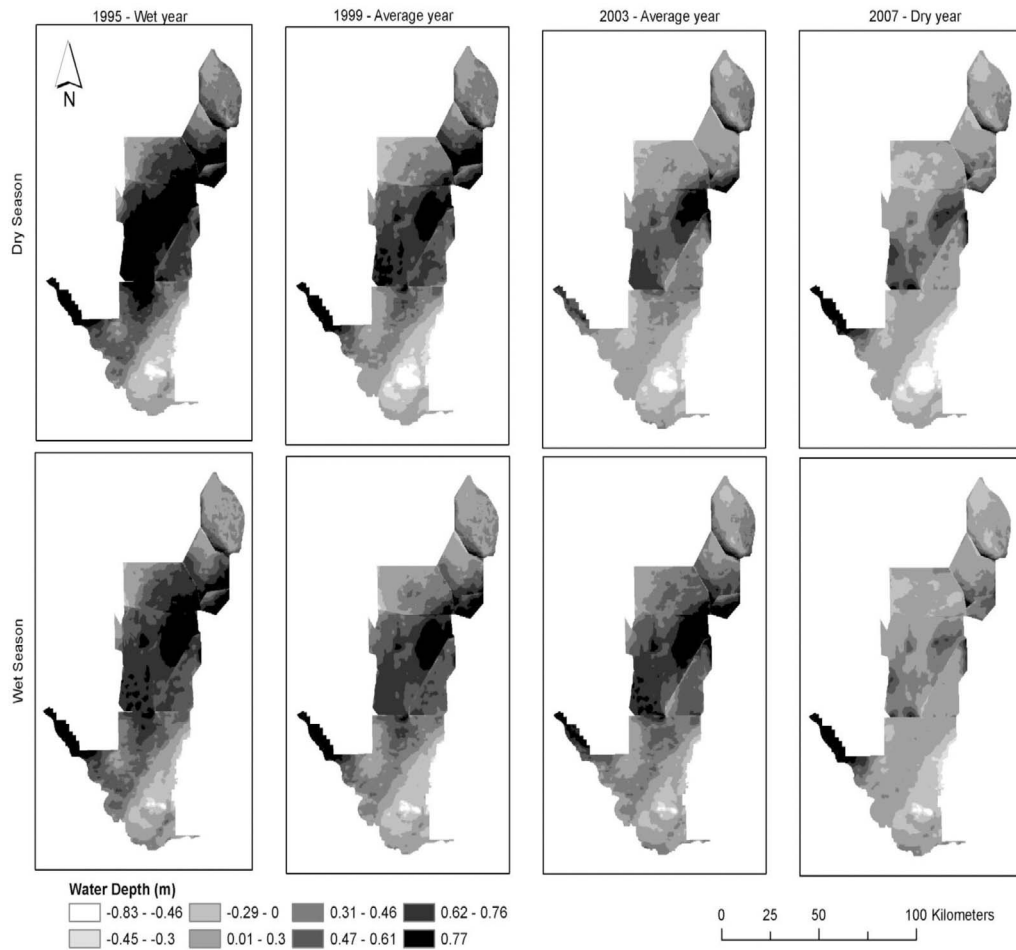 1995 - Wet year
1999 - Average year
2003 - Average year
2007 - Dry year
N
Dry Season
Wet Season
Water Depth (m)
-0.83 - -0.46
-0.29 - 0
0.31 - 0.46
0.62 - 0.76
-0.45 - -0.3
0.01 - 0.3
0.47 - 0.61
0.77
0 25 50 100 Kilometers